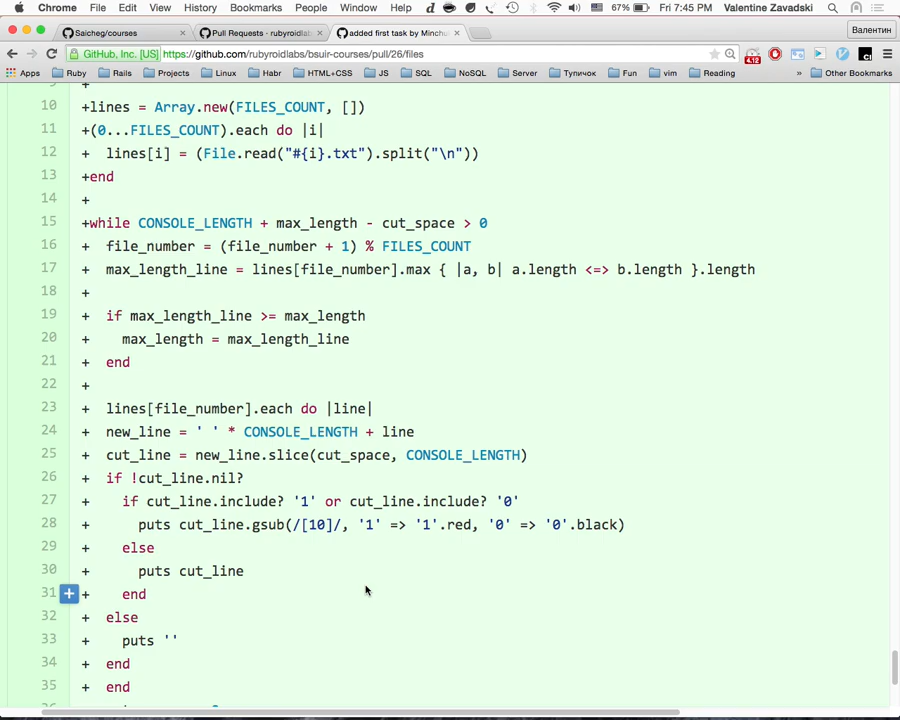 Chrome File Edit View History Bookmarks People Window Help 67% Fri 7:45 PM Valentine Zavadski
Saicheg/courses Pull Requests - rubyroidlabs added first task by Minchu Валентин
GitHub, Inc. [US] https://github.com/rubyroidlabs/bsuir-courses/pull/26/files 4.12
Apps Ruby Rails Projects Linux Habr HTML+CSS JS SQL NoSQL Server Тупичок Fun vim Reading » Other Bookmarks
9 +
10 +lines = Array.new(FILES_COUNT, [])
11 +(0...FILES_COUNT).each do |i|
12 + lines[i] = (File.read("#{i}.txt").split("\n"))
13 +end
14 +
15 +while CONSOLE_LENGTH + max_length - cut_space > 0
16 + file_number = (file_number + 1) % FILES_COUNT
17 + max_length_line = lines[file_number].max { |a, b| a.length <=> b.length }.length
18 +
19 + if max_length_line >= max_length
20 + max_length = max_length_line
21 + end
22 +
23 + lines[file_number].each do |line|
24 + new_line = ' ' * CONSOLE_LENGTH + line
25 + cut_line = new_line.slice(cut_space, CONSOLE_LENGTH)
26 + if !cut_line.nil?
27 + if cut_line.include? '1' or cut_line.include? '0'
28 + puts cut_line.gsub(/[10]/, '1' => '1'.red, '0' => '0'.black)
29 + else
30 + puts cut_line
31 + end
32 + else
33 + puts ''
34 + end
35 + end